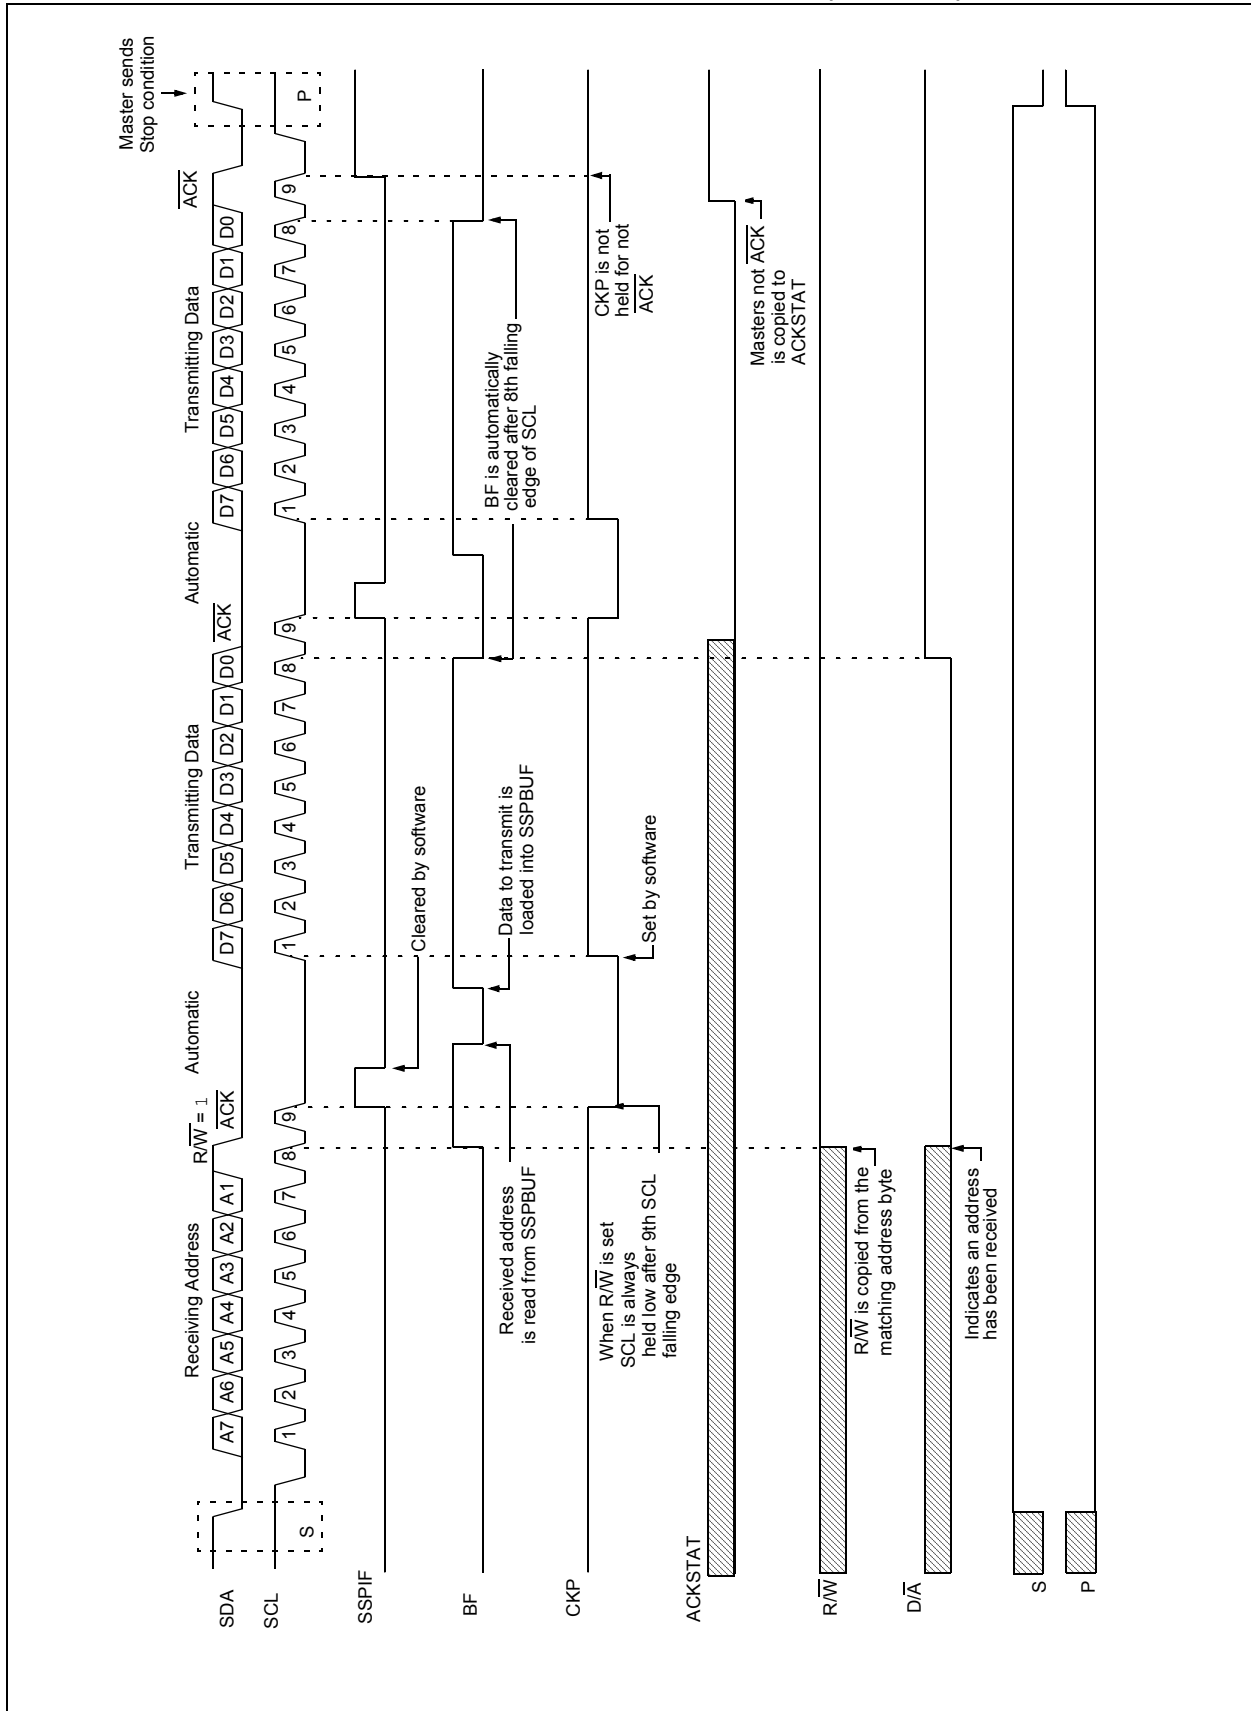 Master sends
Stop condition
Receiving Address
R/W = 1
Automatic
Transmitting Data
Automatic
Transmitting Data
ACK
ACK
ACK
SDA
A7 A6 A5 A4 A3 A2 A1
D7 D6 D5 D4 D3 D2 D1 D0
D7 D6 D5 D4 D3 D2 D1 D0
SCL
S
1 2 3 4 5 6 7 8 9
1 2 3 4 5 6 7 8 9
1 2 3 4 5 6 7 8 9
P
SSPIF
Cleared by software
BF
Received address
is read from SSPBUF
Data to transmit is
loaded into SSPBUF
BF is automatically
cleared after 8th falling
edge of SCL
CKP
When R/W is set
SCL is always
held low after 9th SCL
falling edge
Set by software
CKP is not
held for not
ACK
ACKSTAT
Masters not ACK
is copied to
ACKSTAT
R/W
R/W is copied from the
matching address byte
D/A
Indicates an address
has been received
S
P